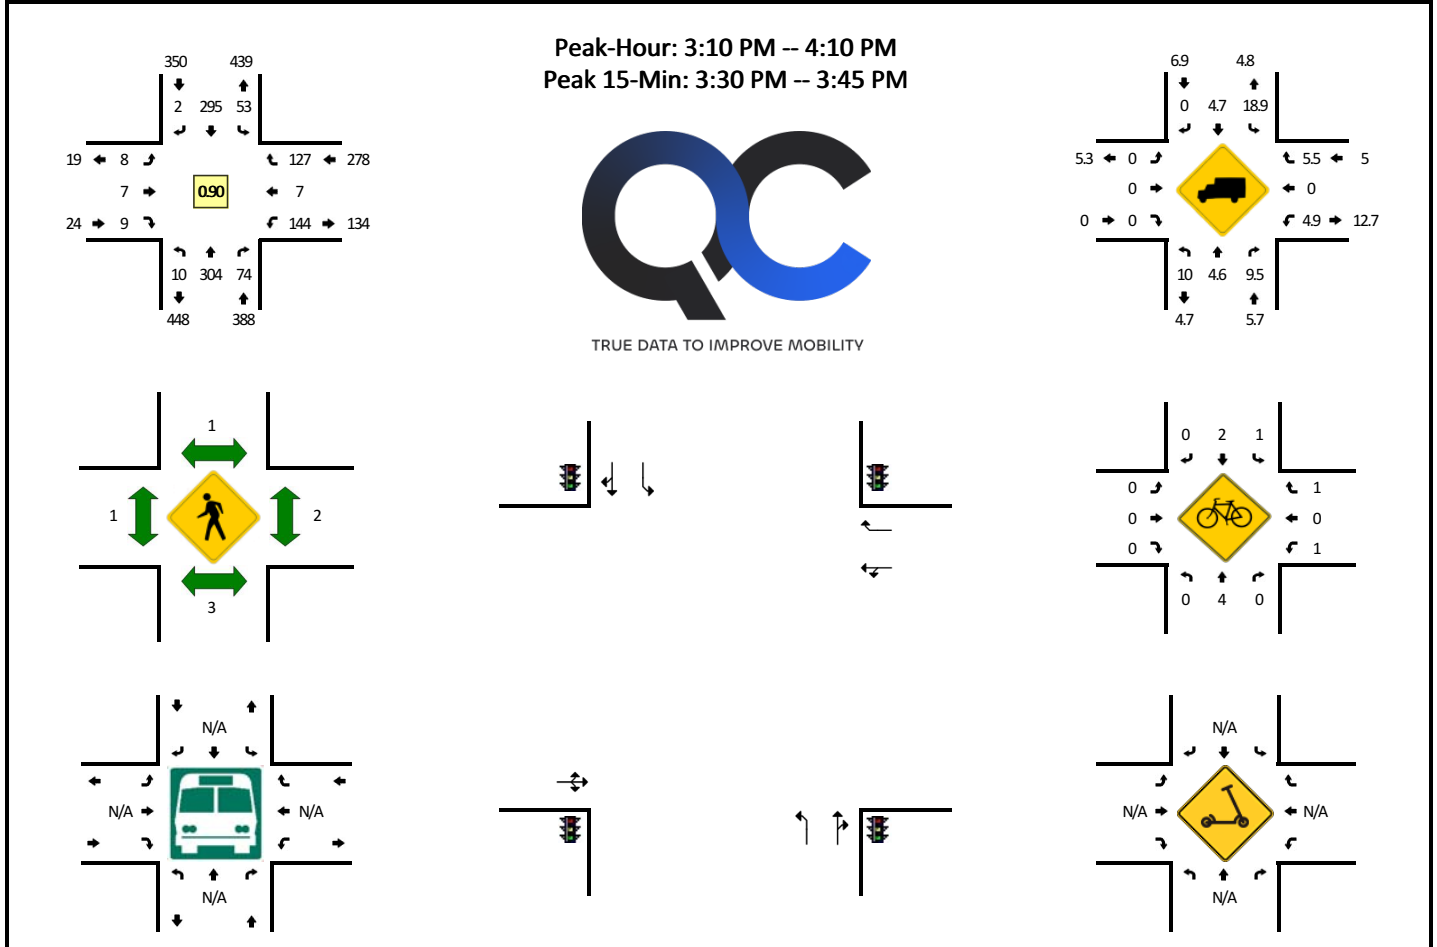 Peak-Hour: 3:10 PM -- 4:10 PM
Peak 15-Min: 3:30 PM -- 3:45 PM
350 439
2 295 53
19 8 127 278
7 0.90 7
24 9 144 134
10 304 74
448 388
QC
TRUE DATA TO IMPROVE MOBILITY
6.9 4.8
0 4.7 18.9
5.3 0 5.5 5
0 0
0 0 4.9 12.7
10 4.6 9.5
4.7 5.7
1
1 2
3
0 2 1
0 1
0 0
0 1
0 4 0
N/A
N/A N/A
N/A
N/A
N/A N/A
N/A